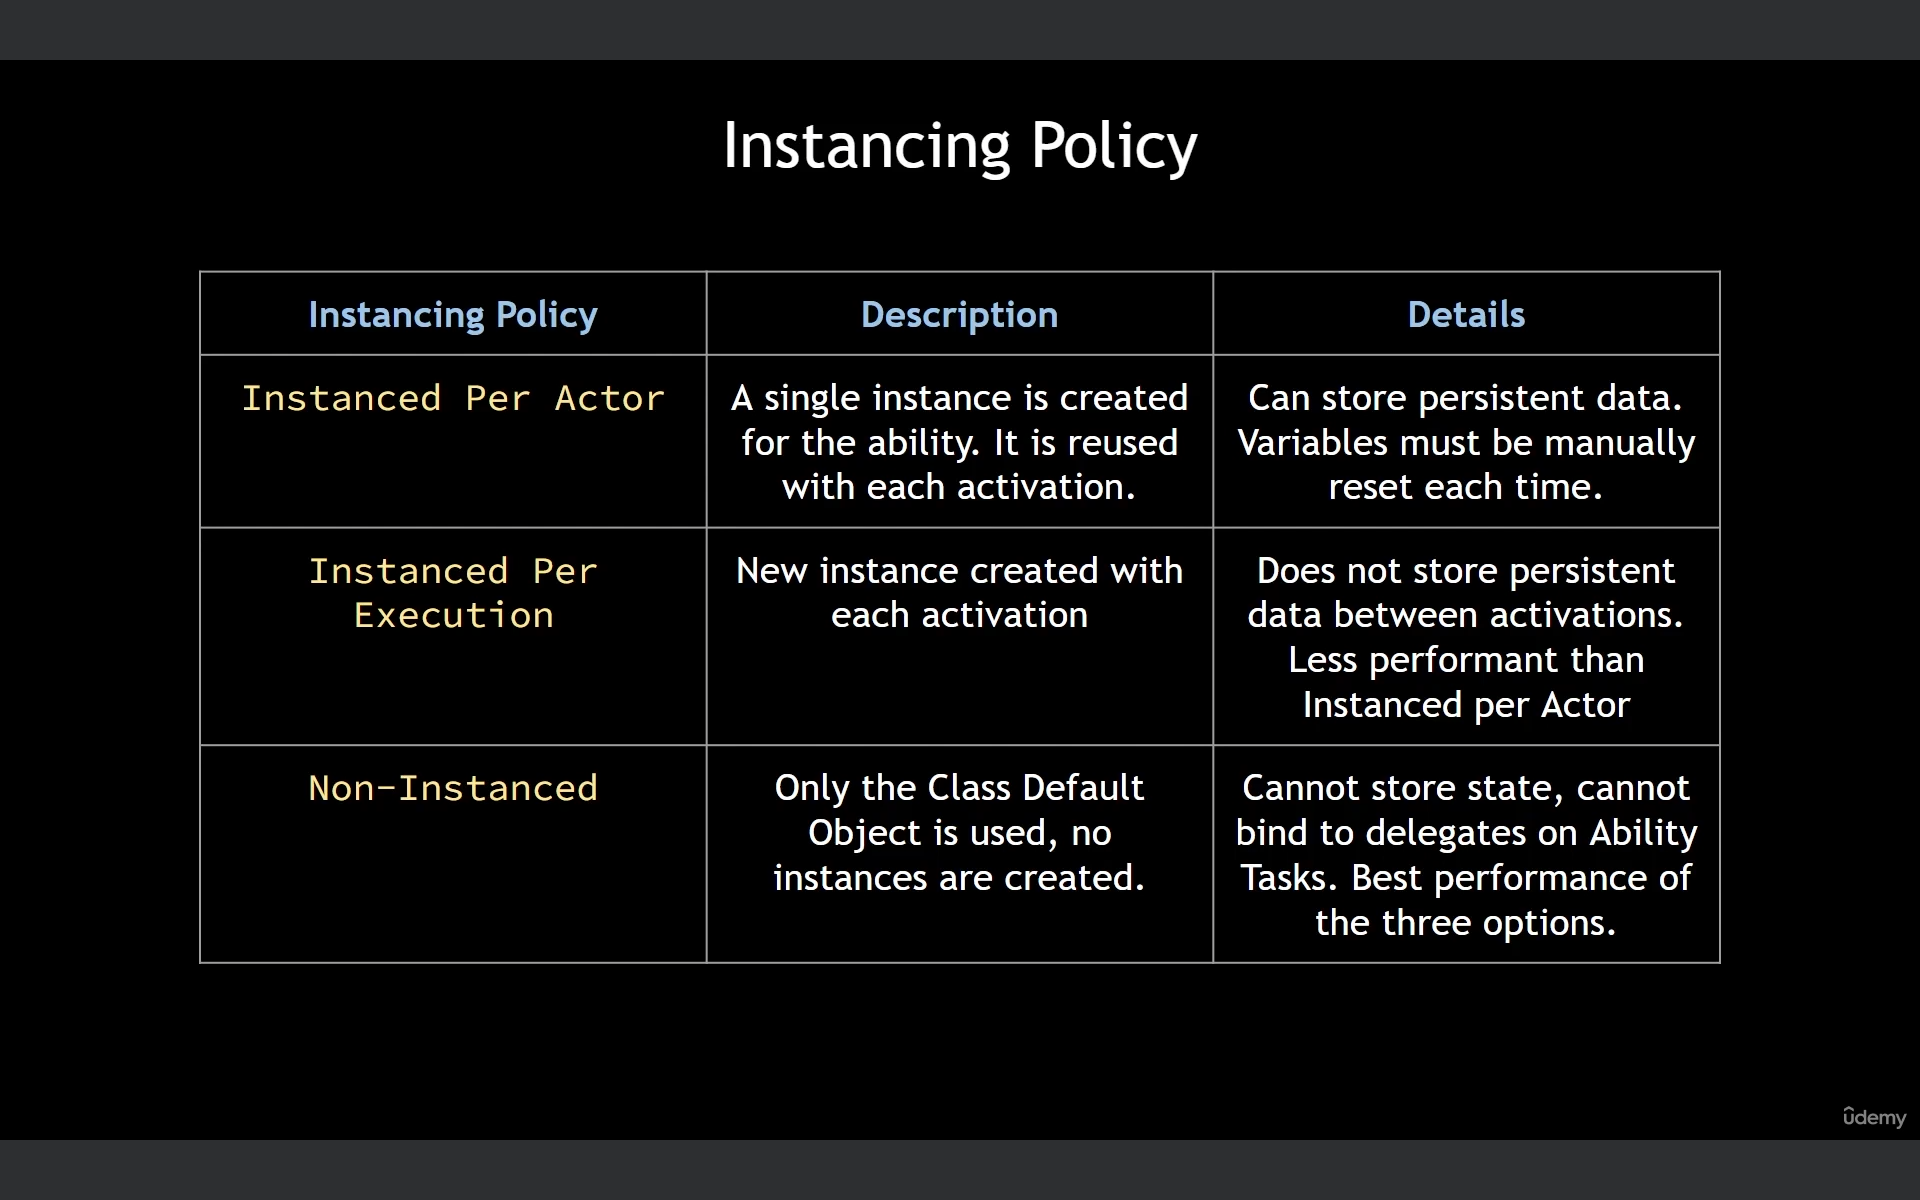 Instancing Policy
Instancing Policy
Description
Details
Instanced Per Actor
A single instance is created
for the ability. It is reused
with each activation.
Can store persistent data.
Variables must be manually
reset each time.
Instanced Per
Execution
New instance created with
each activation
Does not store persistent
data between activations.
Less performant than
Instanced per Actor
Non-Instanced
Only the Class Default
Object is used, no
instances are created.
Cannot store state, cannot
bind to delegates on Ability
Tasks. Best performance of
the three options.
ûdemy